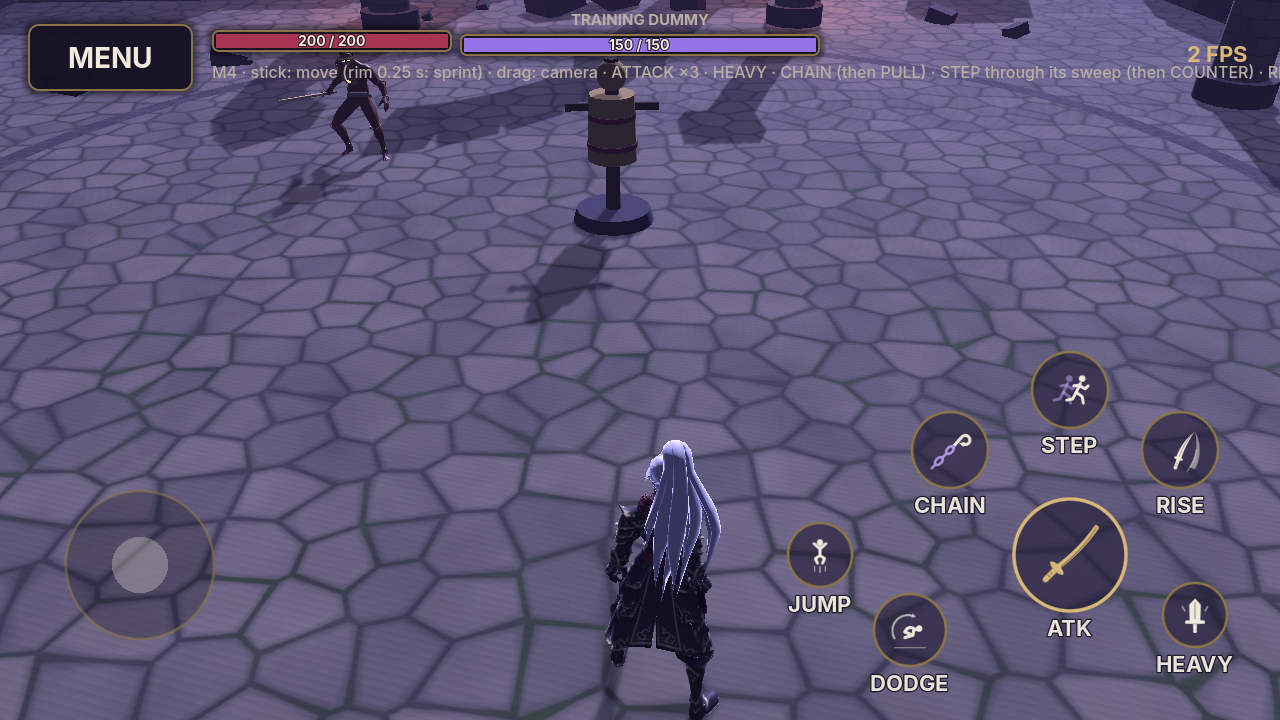 MENU
TRAINING DUMMY
200 / 200
150 / 150
2 FPS
M4 · stick: move (rim 0.25 s: sprint) · drag: camera · ATTACK ×3 · HEAVY · CHAIN (then PULL) · STEP through its sweep (then COUNTER) ·
STEP
CHAIN
RISE
JUMP
ATK
HEAVY
DODGE